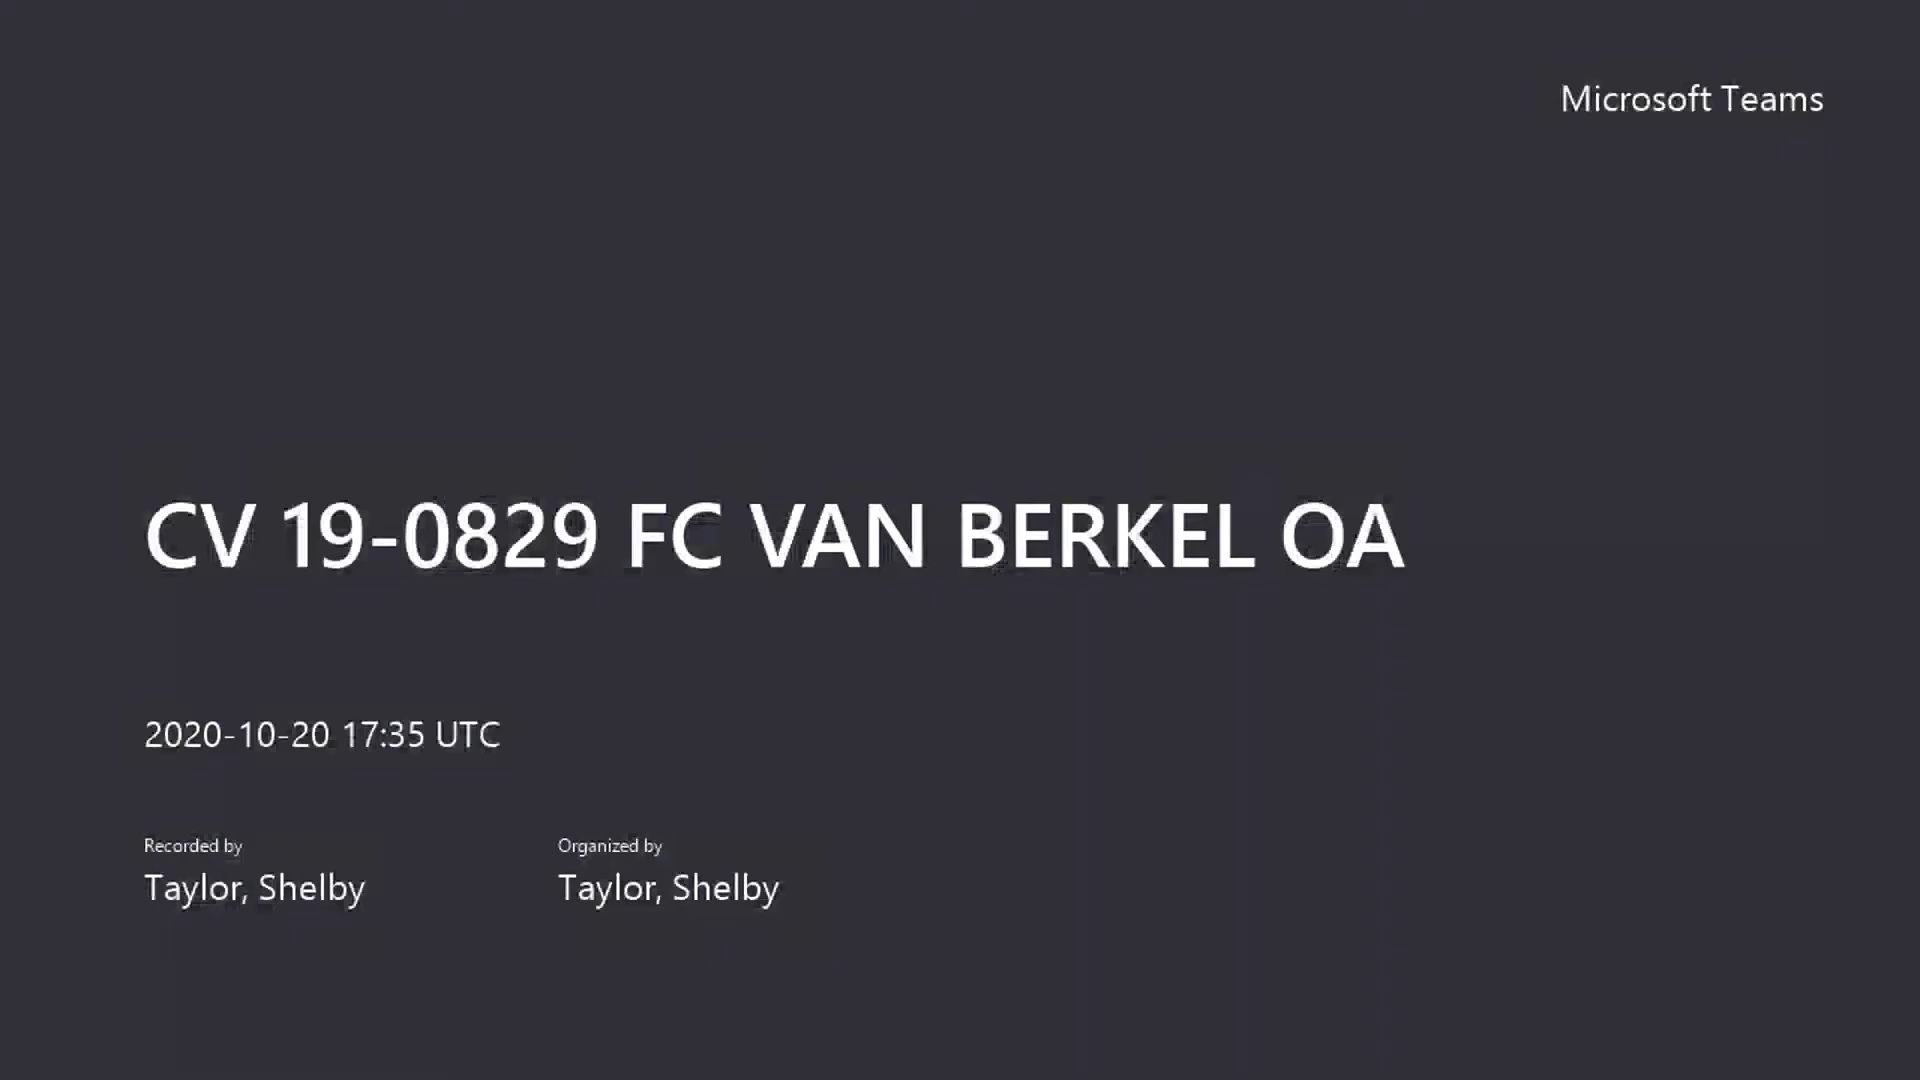 Microsoft Teams
CV 19-0829 FC VAN BERKEL OA
2020-10-20 17:35 UTC
Recorded by
Taylor, Shelby
Organized by
Taylor, Shelby